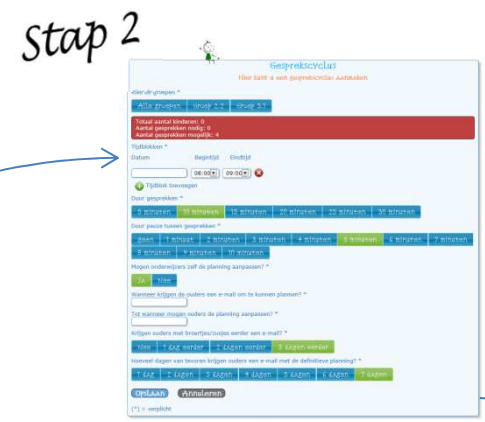 Stap 2
Gesprekscyclus
Hier kunt u een gesprekscyclus aanmaken
Kies de groepen *
Alle groepen Groep 2.2 Groep 3.1
Totaal aantal kinderen: 0
Aantal gesprekken nodig: 0
Aantal gesprekken mogelijk: 4
Tijdblokken *
Datum Begintijd Eindtijd
08:00 09:00
Tijdblok toevoegen
Duur gesprekken *
5 minuten 10 minuten 15 minuten 20 minuten 25 minuten 30 minuten
Duur pauze tussen gesprekken *
geen 1 minuut 2 minuten 3 minuten 4 minuten 5 minuten 6 minuten 7 minuten
8 minuten 9 minuten 10 minuten
Mogen onderwijzers zelf de planning aanpassen? *
Ja Nee
Wanneer krijgen de ouders een e-mail om te kunnen plannen? *
Tot wanneer mogen ouders de planning aanpassen? *
Krijgen ouders met broertjes/zusjes eerder een e-mail? *
Nee 1 dag eerder 2 dagen eerder 3 dagen eerder
Hoeveel dagen van tevoren krijgen ouders een e-mail met de definitieve planning? *
1 dag 2 dagen 3 dagen 4 dagen 5 dagen 6 dagen 7 dagen
Opslaan Annuleren
(*) = verplicht